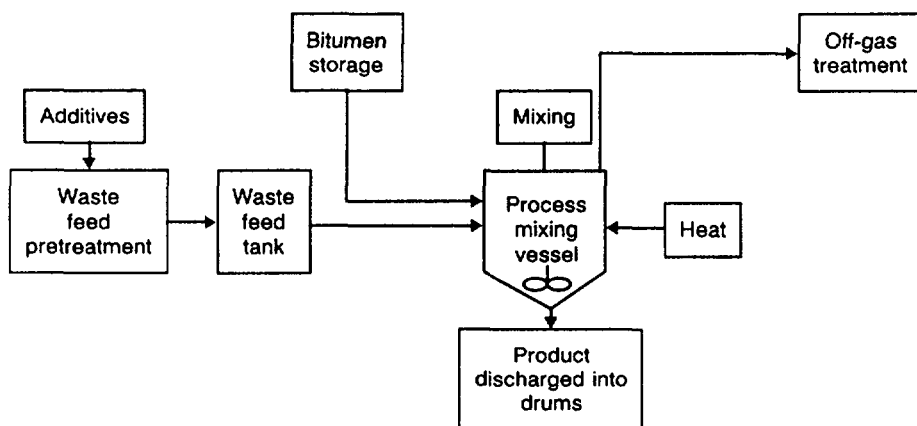 Bitumen
storage
Off-gas
treatment
Additives
Mixing
Waste
feed
pretreatment
Waste
feed
tank
Process
mixing
vessel
Heat
Product
discharged into
drums